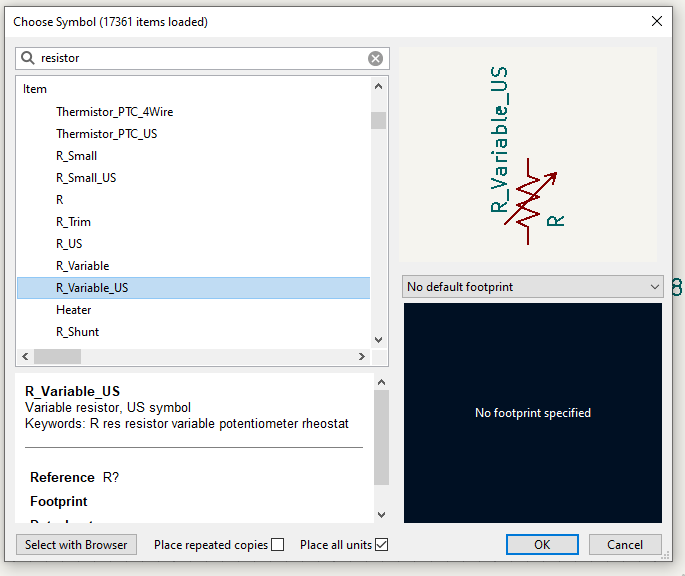 Choose Symbol (17361 items loaded)
resistor
Item
Thermistor_PTC_4Wire
Thermistor_PTC_US
R_Small
R_Small_US
R
R_Trim
R_US
R_Variable
R_Variable_US
Heater
R_Shunt
R_Variable_US
R
No default footprint
8
No footprint specified
R_Variable_US
Variable resistor, US symbol
Keywords: R res resistor variable potentiometer rheostat
Reference R?
Footprint
Select with Browser
Place repeated copies
Place all units
OK
Cancel